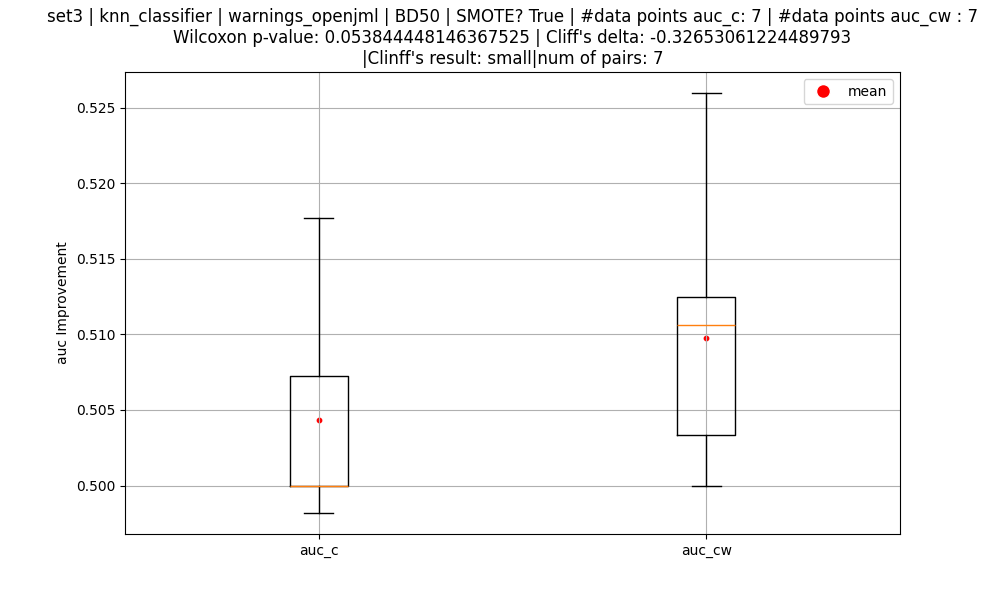 set3 | knn_classifier | warnings_openjml | BD50 | SMOTE? True | #data points auc_c: 7 | #data points auc_cw : 7
Wilcoxon p-value: 0.053844448146367525 | Cliff's delta: -0.32653061224489793
|Clinff's result: small|num of pairs: 7
mean
0.525
0.520
0.515
0.510
0.505
0.500
auc Improvement
auc_c
auc_cw